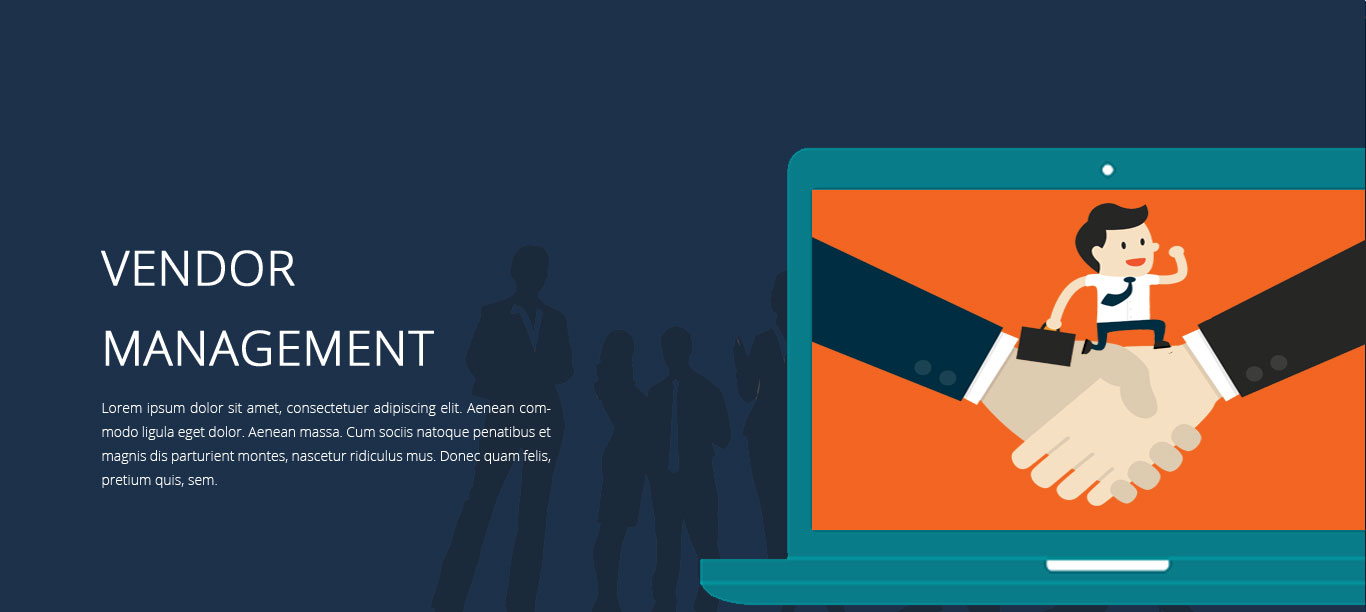 VENDOR
MANAGEMENT
Lorem ipsum dolor sit amet, consectetuer adipiscing elit. Aenean com-
modo ligula eget dolor. Aenean massa. Cum sociis natoque penatibus et
magnis dis parturient montes, nascetur ridiculus mus. Donec quam felis,
pretium quis, sem.